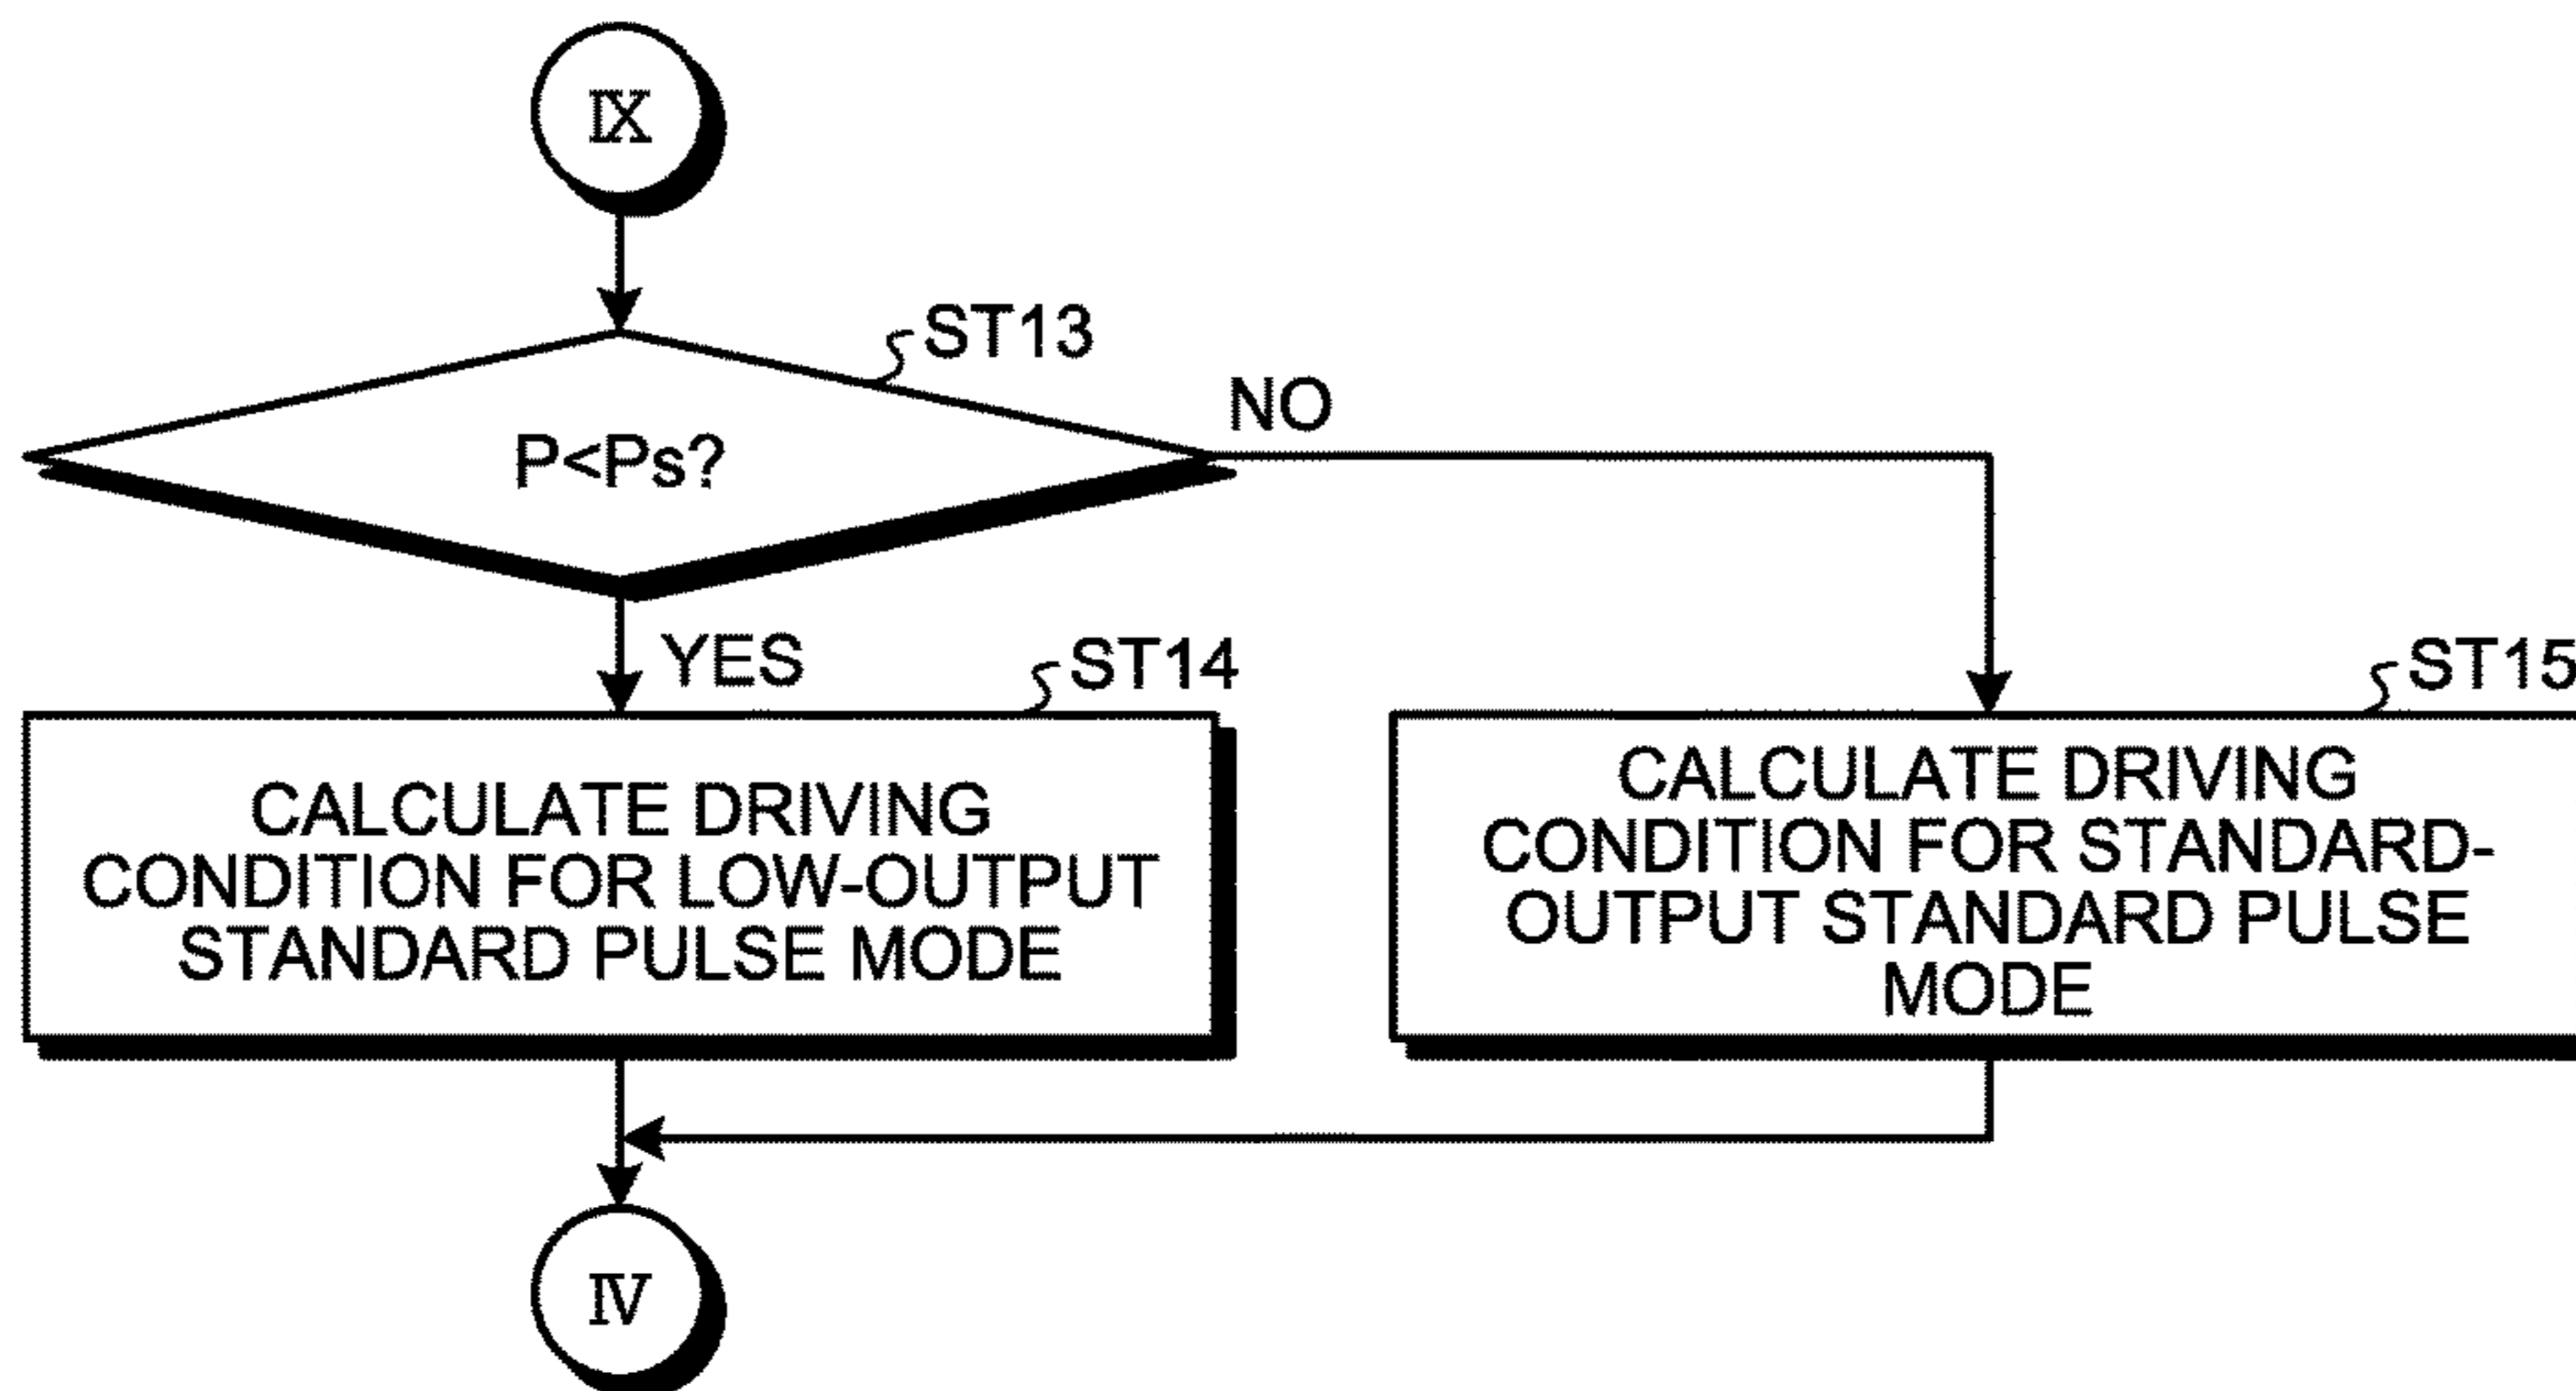 IX
ST13
P<Ps?
NO
YES
ST14
CALCULATE DRIVING
CONDITION FOR LOW-OUTPUT
STANDARD PULSE MODE
ST15
CALCULATE DRIVING
CONDITION FOR STANDARD-
OUTPUT STANDARD PULSE
MODE
IV